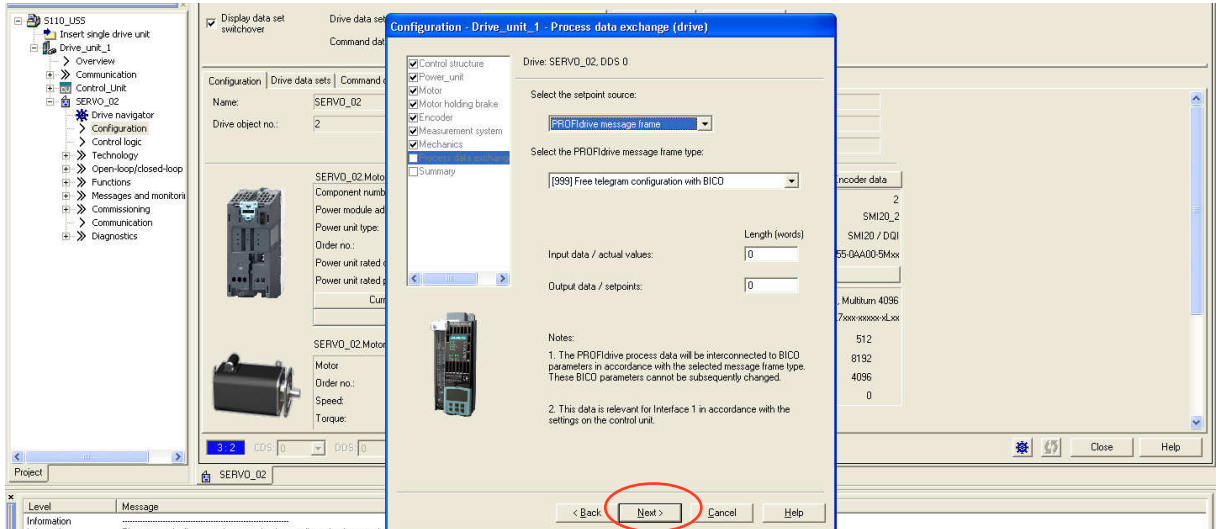 S110_USS
Insert single drive unit
Drive_unit_1
Overview
Communication
Control_Unit
SERVO_02
Drive navigator
Configuration
Control logic
Technology
Open-loop/closed-loop
Functions
Messages and monitori
Commissioning
Communication
Diagnostics
Project
Display data set
switchover
Drive data set
Command dat
Configuration
Drive data sets
Command
Name:
SERVO_02
Drive object no.:
2
SERVO_02.Motor
Component numb
Power module ad
Power unit type:
Order no.:
Power unit rated
Power unit rated p
Curr
SERVO_02.Motor
Motor
Order no.:
Speed:
Torque:
3:2
CDS: 0
DDS: 0
SERVO_02
Configuration - Drive_unit_1 - Process data exchange (drive)
Control structure
Power_unit
Motor
Motor holding brake
Encoder
Measurement system
Mechanics
Process data exchang
Summary
Drive: SERVO_02, DDS 0
Select the setpoint source:
PROFIdrive message frame
Select the PROFIdrive message frame type:
[999] Free telegram configuration with BICO
Length (words)
Input data / actual values:
0
Output data / setpoints:
0
Notes:
1. The PROFIdrive process data will be interconnected to BICO
parameters in accordance with the selected message frame type.
These BICO parameters cannot be subsequently changed.
2. This data is relevant for Interface 1 in accordance with the
settings on the control unit.
< Back
Next >
Cancel
Help
ncoder data
2
SMI20_2
SMI20 / DQI
55-0AA00-5Mxx
, Multiturn 4096
7xxx-xxxxx-xLxx
512
8192
4096
0
Close
Help
Level
Message
Information